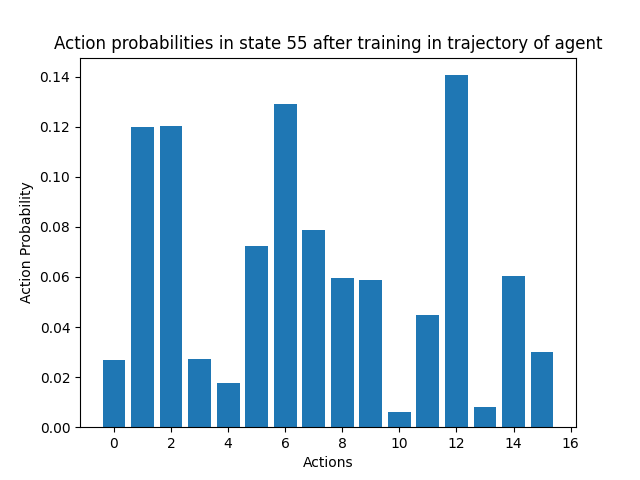 Action probabilities in state 55 after training in trajectory of agent
0.14
0.12
0.10
0.08
0.06
0.04
0.02
0.00
Action Probability
0 2 4 6 8 10 12 14 16
Actions